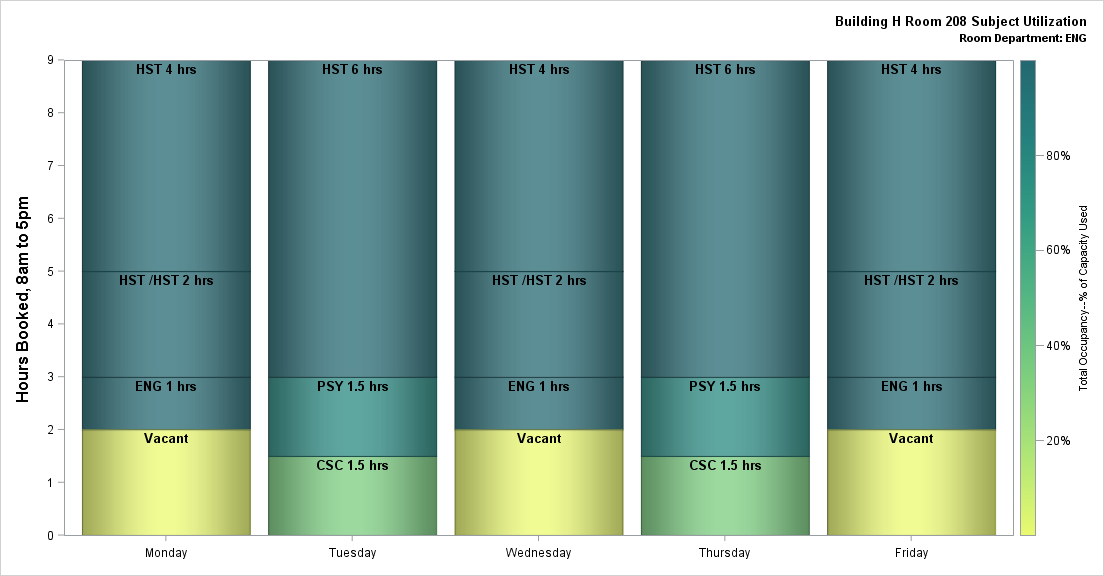 Building H Room 208 Subject Utilization
Room Department: ENG
Hours Booked, 8am to 5pm
9
8
7
6
5
4
3
2
1
0
HST 4 hrs
HST /HST 2 hrs
ENG 1 hrs
Vacant
Monday
HST 6 hrs
PSY 1.5 hrs
CSC 1.5 hrs
Tuesday
HST 4 hrs
HST /HST 2 hrs
ENG 1 hrs
Vacant
Wednesday
HST 6 hrs
PSY 1.5 hrs
CSC 1.5 hrs
Thursday
HST 4 hrs
HST /HST 2 hrs
ENG 1 hrs
Vacant
Friday
80%
60%
40%
20%
Total Occupancy--% of Capacity Used